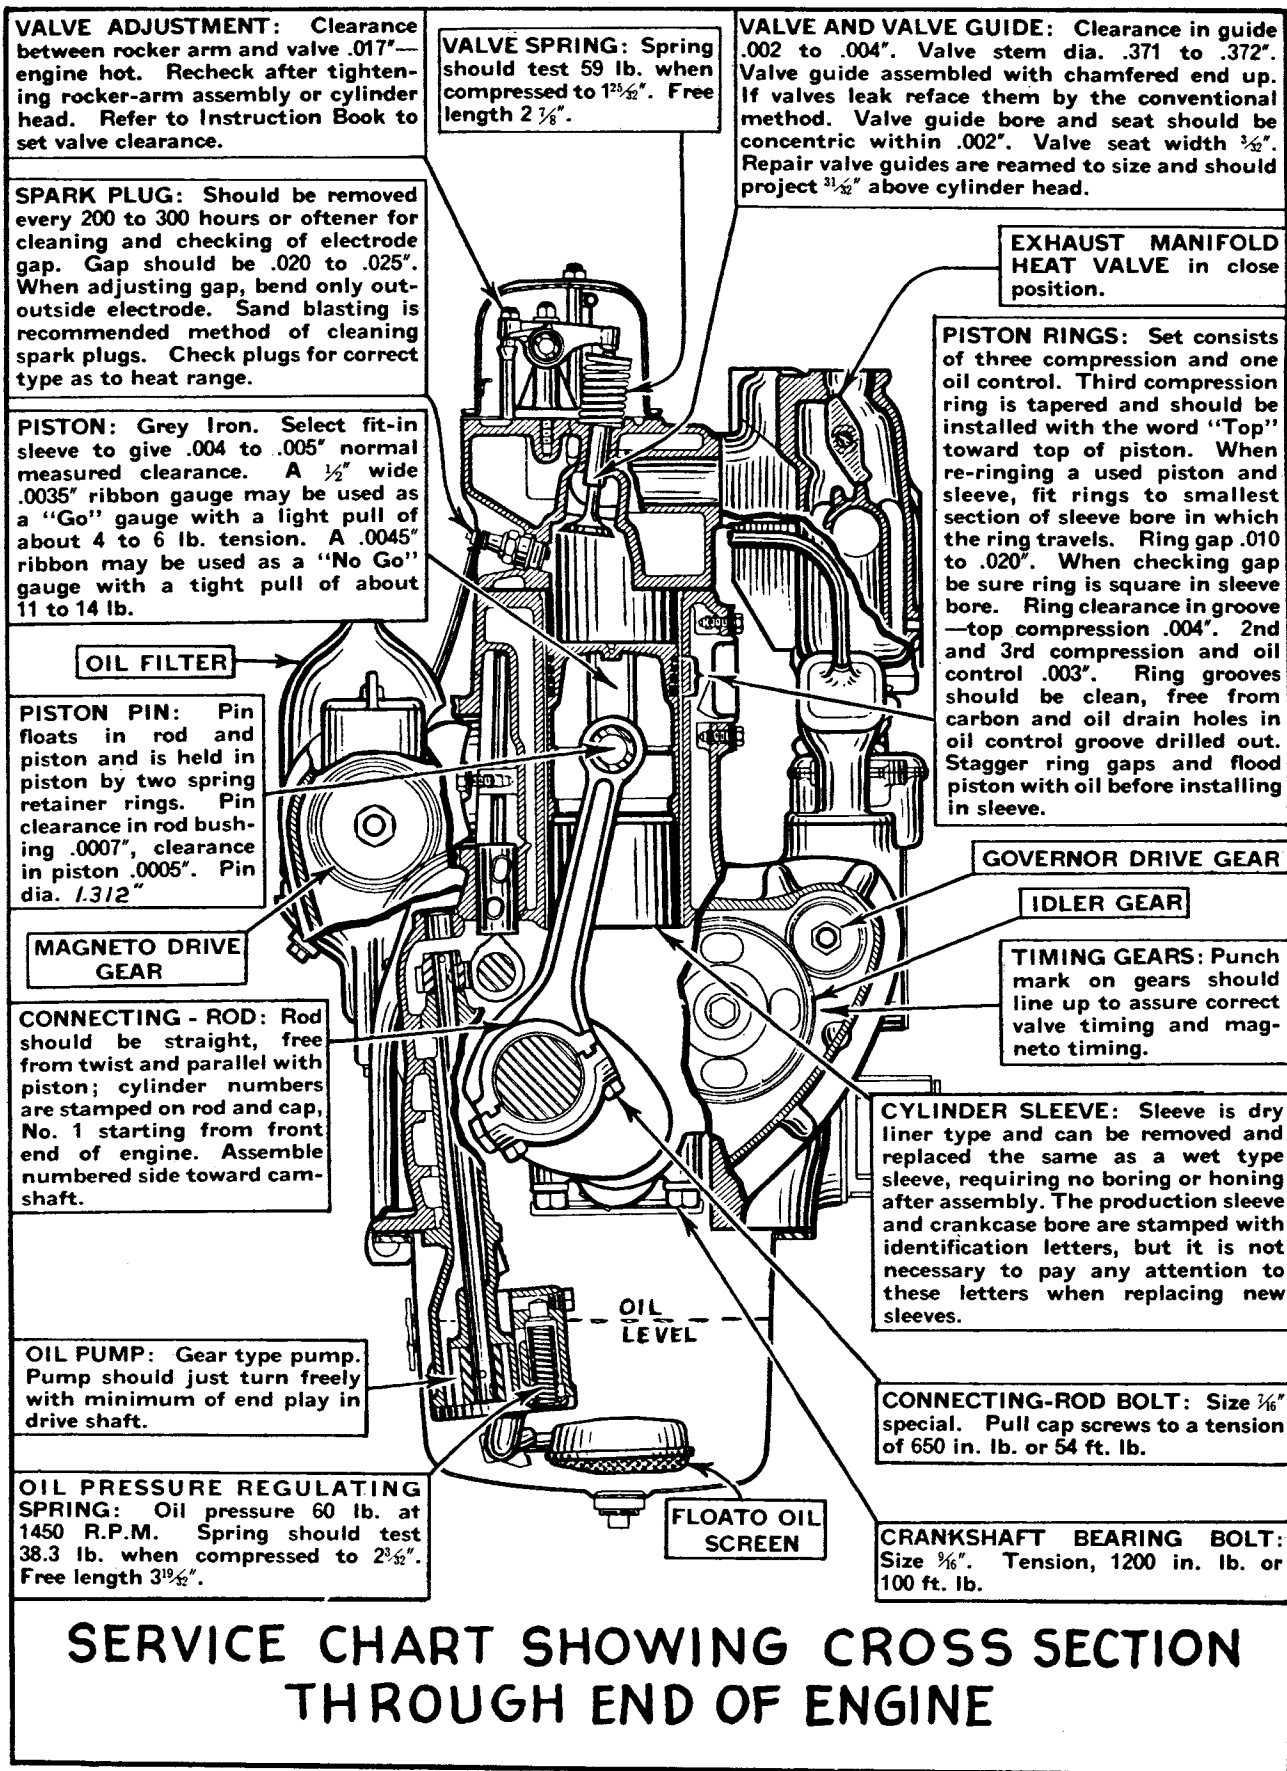 VALVE ADJUSTMENT: Clearance
between rocker arm and valve .017"—
engine hot. Recheck after tighten-
ing rocker-arm assembly or cylinder
head. Refer to Instruction Book to
set valve clearance.
VALVE SPRING: Spring
should test 59 lb. when
compressed to 1 25/32". Free
length 2 7/8".
VALVE AND VALVE GUIDE: Clearance in guide
.002 to .004". Valve stem dia. .371 to .372".
Valve guide assembled with chamfered end up.
If valves leak reface them by the conventional
method. Valve guide bore and seat should be
concentric within .002". Valve seat width 3/32".
Repair valve guides are reamed to size and should
project 31/32" above cylinder head.
SPARK PLUG: Should be removed
every 200 to 300 hours or oftener for
cleaning and checking of electrode
gap. Gap should be .020 to .025".
When adjusting gap, bend only out-
outside electrode. Sand blasting is
recommended method of cleaning
spark plugs. Check plugs for correct
type as to heat range.
EXHAUST MANIFOLD
HEAT VALVE in close
position.
PISTON RINGS: Set consists
of three compression and one
oil control. Third compression
ring is tapered and should be
installed with the word "Top"
toward top of piston. When
re-ringing a used piston and
sleeve, fit rings to smallest
section of sleeve bore in which
the ring travels. Ring gap .010
to .020". When checking gap
be sure ring is square in sleeve
bore. Ring clearance in groove
—top compression .004". 2nd
and 3rd compression and oil
control .003". Ring grooves
should be clean, free from
carbon and oil drain holes in
oil control groove drilled out.
Stagger ring gaps and flood
piston with oil before installing
in sleeve.
PISTON: Grey Iron. Select fit-in
sleeve to give .004 to .005" normal
measured clearance. A 1/2" wide
.0035" ribbon gauge may be used as
a "Go" gauge with a light pull of
about 4 to 6 lb. tension. A .0045"
ribbon may be used as a "No Go"
gauge with a tight pull of about
11 to 14 lb.
OIL FILTER
PISTON PIN: Pin
floats in rod and
piston and is held in
piston by two spring
retainer rings. Pin
clearance in rod bush-
ing .0007", clearance
in piston .0005". Pin
dia. 1.312"
MAGNETO DRIVE
GEAR
GOVERNOR DRIVE GEAR
IDLER GEAR
TIMING GEARS: Punch
mark on gears should
line up to assure correct
valve timing and mag-
neto timing.
CONNECTING - ROD: Rod
should be straight, free
from twist and parallel with
piston; cylinder numbers
are stamped on rod and cap,
No. 1 starting from front
end of engine. Assemble
numbered side toward cam-
shaft.
CYLINDER SLEEVE: Sleeve is dry
liner type and can be removed and
replaced the same as a wet type
sleeve, requiring no boring or honing
after assembly. The production sleeve
and crankcase bore are stamped with
identification letters, but it is not
necessary to pay any attention to
these letters when replacing new
sleeves.
OIL
LEVEL
OIL PUMP: Gear type pump.
Pump should just turn freely
with minimum of end play in
drive shaft.
CONNECTING-ROD BOLT: Size 7/16"
special. Pull cap screws to a tension
of 650 in. lb. or 54 ft. lb.
OIL PRESSURE REGULATING
SPRING: Oil pressure 60 lb. at
1450 R.P.M. Spring should test
38.3 lb. when compressed to 2 3/32".
Free length 3 19/32".
FLOATO OIL
SCREEN
CRANKSHAFT BEARING BOLT:
Size 9/16". Tension, 1200 in. lb. or
100 ft. lb.
SERVICE CHART SHOWING CROSS SECTION
THROUGH END OF ENGINE